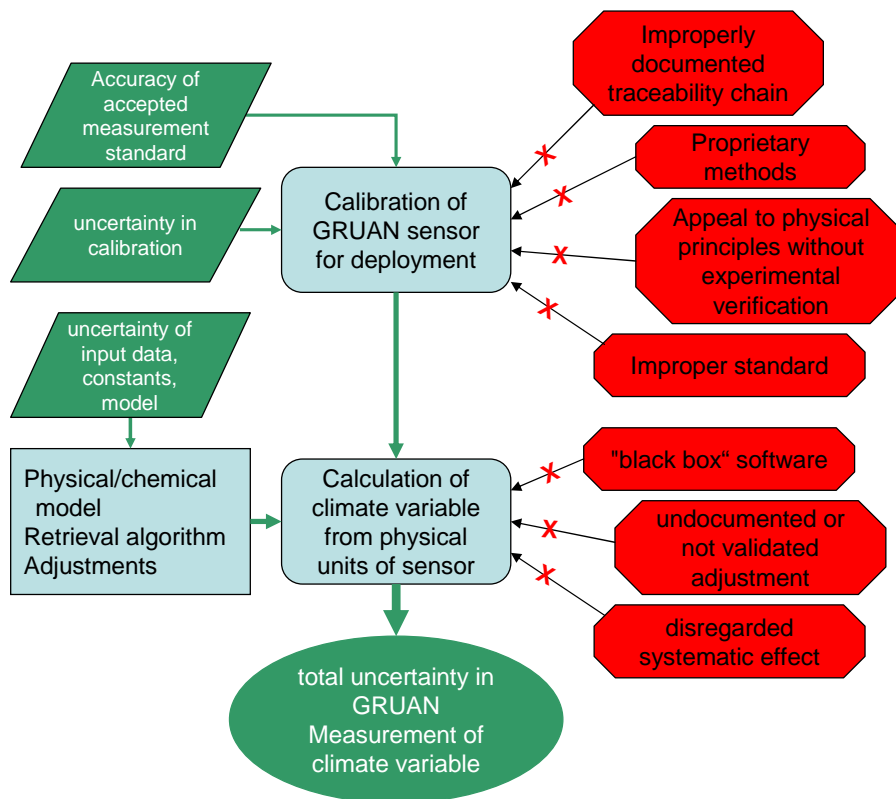 Accuracy of
accepted
measurement
standard
uncertainty in
calibration
uncertainty of
input data,
constants,
model
Physical/chemical
model
Retrieval algorithm
Adjustments
Calibration of
GRUAN sensor
for deployment
Calculation of
climate variable
from physical
units of sensor
total uncertainty in
GRUAN
Measurement of
climate variable
Improperly
documented
traceability chain
Proprietary
methods
Appeal to physical
principles without
experimental
verification
Improper standard
"black box“ software
undocumented or
not validated
adjustment
disregarded
systematic effect
x
x
x
x
x
x
x